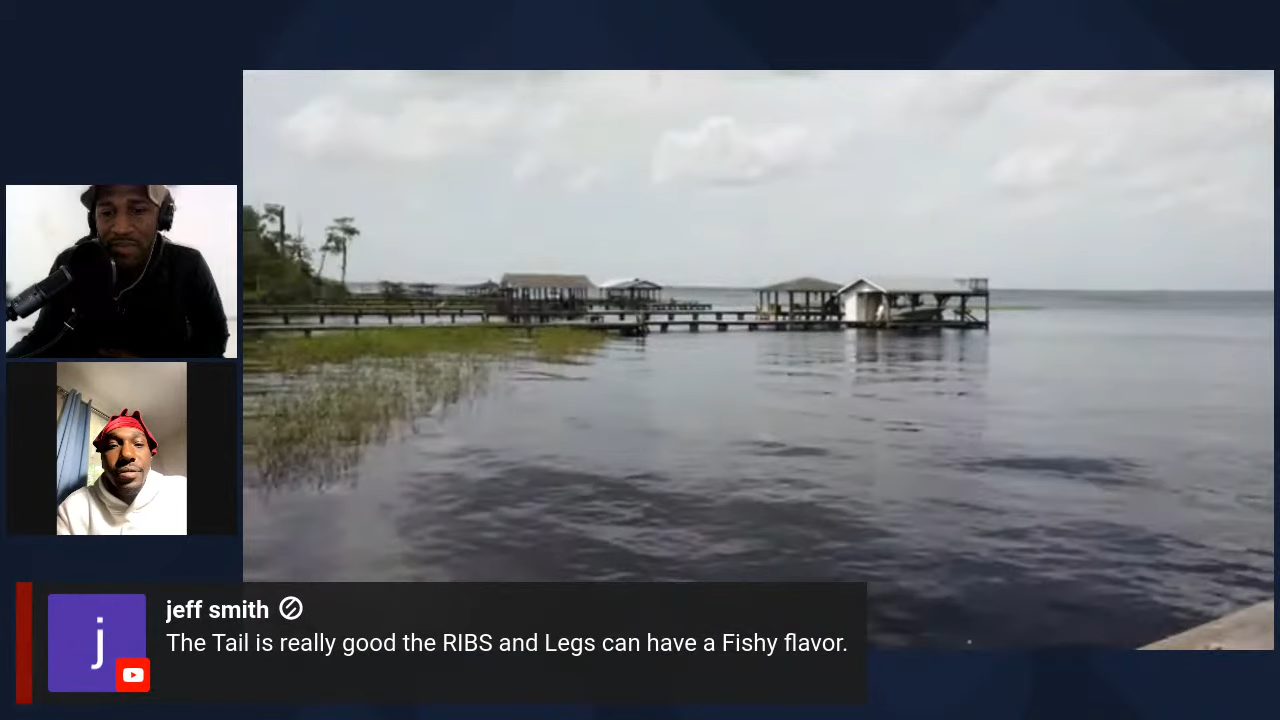 jeff smith
The Tail is really good the RIBS and Legs can have a Fishy flavor.
j